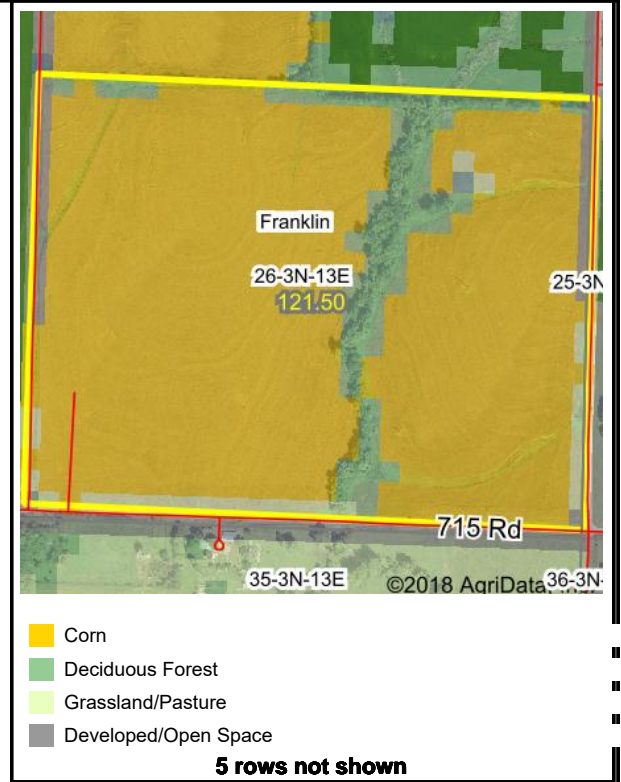 Franklin
26-3N-13E
121.50
25-3N
715 Rd
35-3N-13E
©2018 AgriData,
36-3N-
Corn
Deciduous Forest
Grassland/Pasture
Developed/Open Space
5 rows not shown